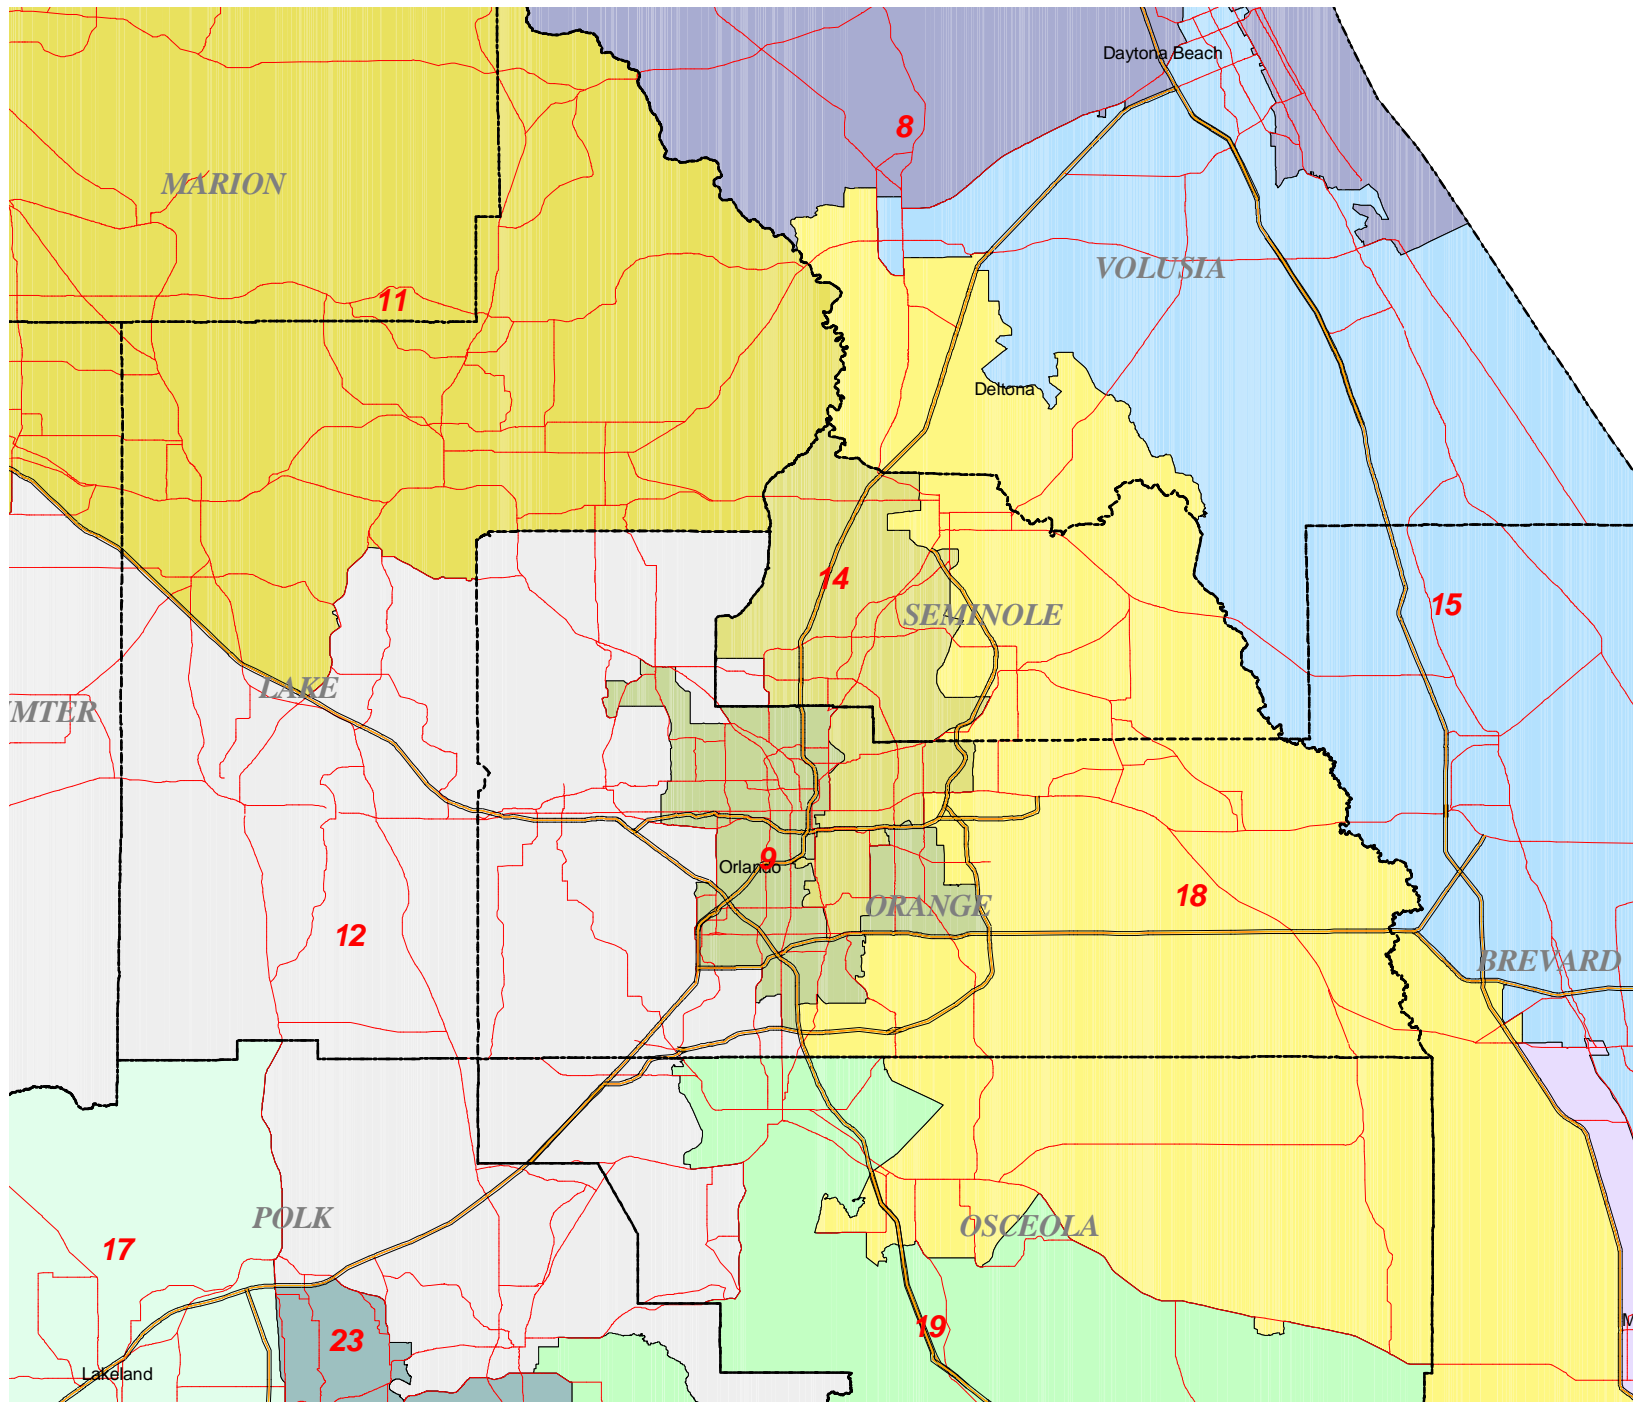 Daytona Beach
8
MARION
VOLUSIA
11
Deltona
14
15
SEMINOLE
LAKE
MTER
9
Orlando
18
ORANGE
12
BREVARD
POLK
OSCEOLA
17
19
M
23
Lakeland